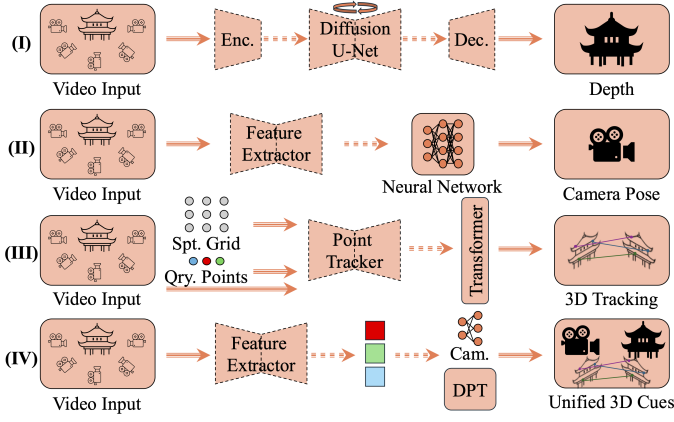 (I)
Enc.
Diffusion
U-Net
Dec.
Video Input
Depth
(II)
Feature
Extractor
Neural Network
Video Input
Camera Pose
(III)
Spt. Grid
Qry. Points
Point
Tracker
Transformer
Video Input
3D Tracking
(IV)
Feature
Extractor
Cam.
DPT
Video Input
Unified 3D Cues